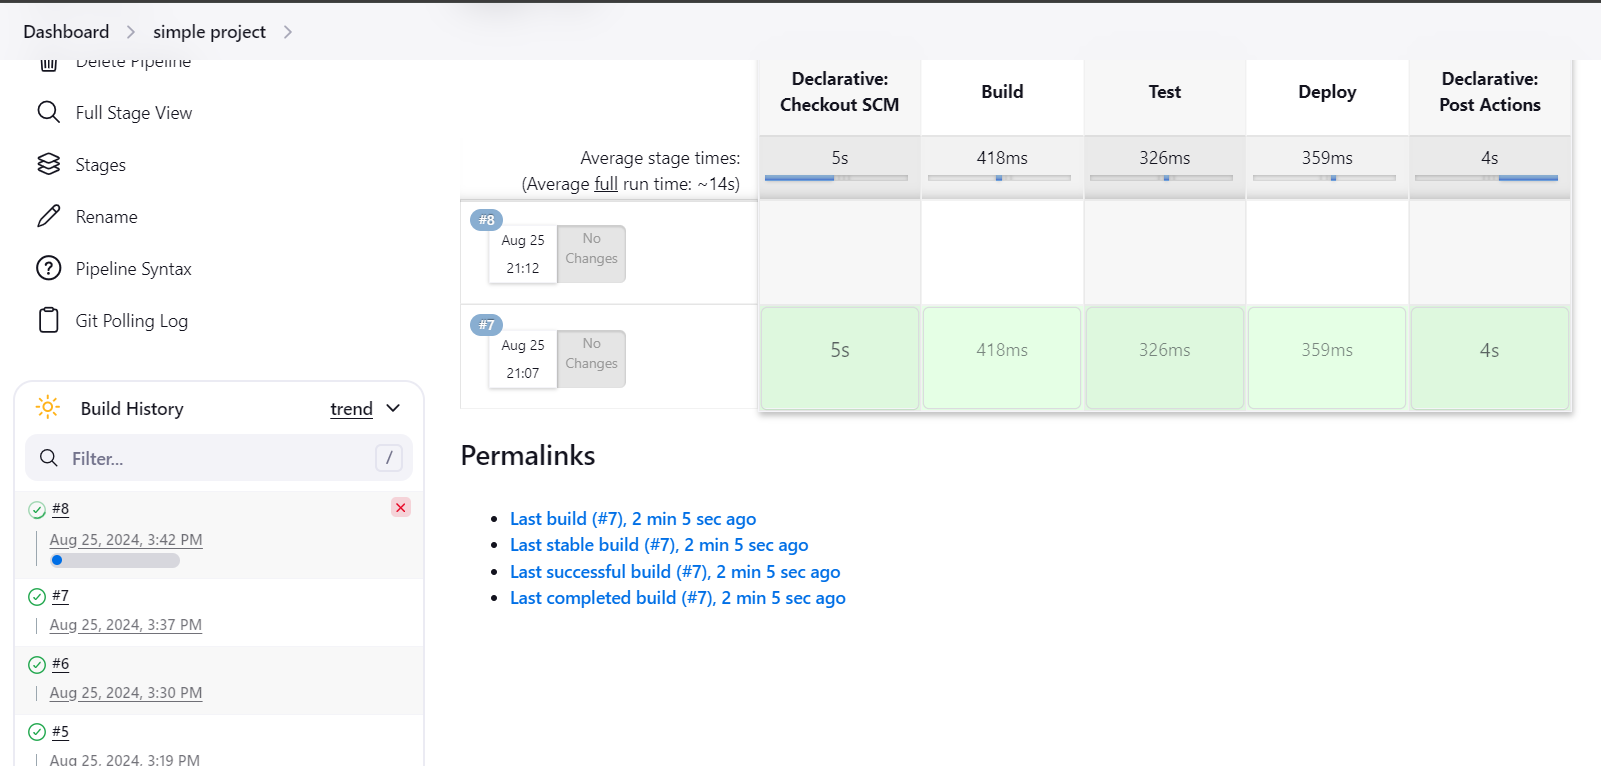 Dashboard
simple project
Delete Pipeline
Full Stage View
Stages
Rename
Pipeline Syntax
Git Polling Log
Build History
trend
Filter...
/
#8
Aug 25, 2024, 3:42 PM
#7
Aug 25, 2024, 3:37 PM
#6
Aug 25, 2024, 3:30 PM
#5
Aug 25, 2024, 3:19 PM
Declarative:
Checkout SCM
Build
Test
Deploy
Declarative:
Post Actions
Average stage times:
(Average full run time: ~14s)
5s
418ms
326ms
359ms
4s
#8
Aug 25
21:12
No
Changes
#7
Aug 25
21:07
No
Changes
5s
418ms
326ms
359ms
4s
Permalinks
Last build (#7), 2 min 5 sec ago
Last stable build (#7), 2 min 5 sec ago
Last successful build (#7), 2 min 5 sec ago
Last completed build (#7), 2 min 5 sec ago